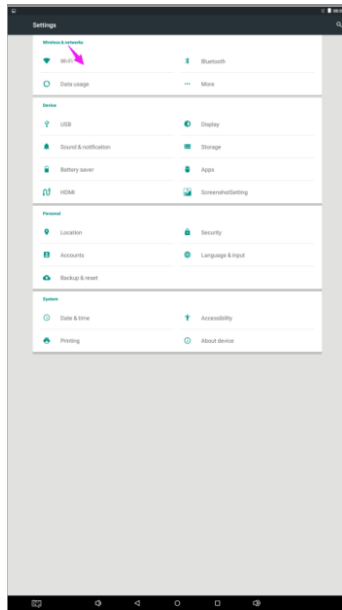 Settings
Wireless & networks
Wi-Fi
Bluetooth
Data usage
More
Device
USB
Display
Sound & notification
Storage
Battery saver
Apps
HDMI
ScreenshotSetting
Personal
Location
Security
Accounts
Language & input
Backup & reset
System
Date & time
Accessibility
Printing
About device